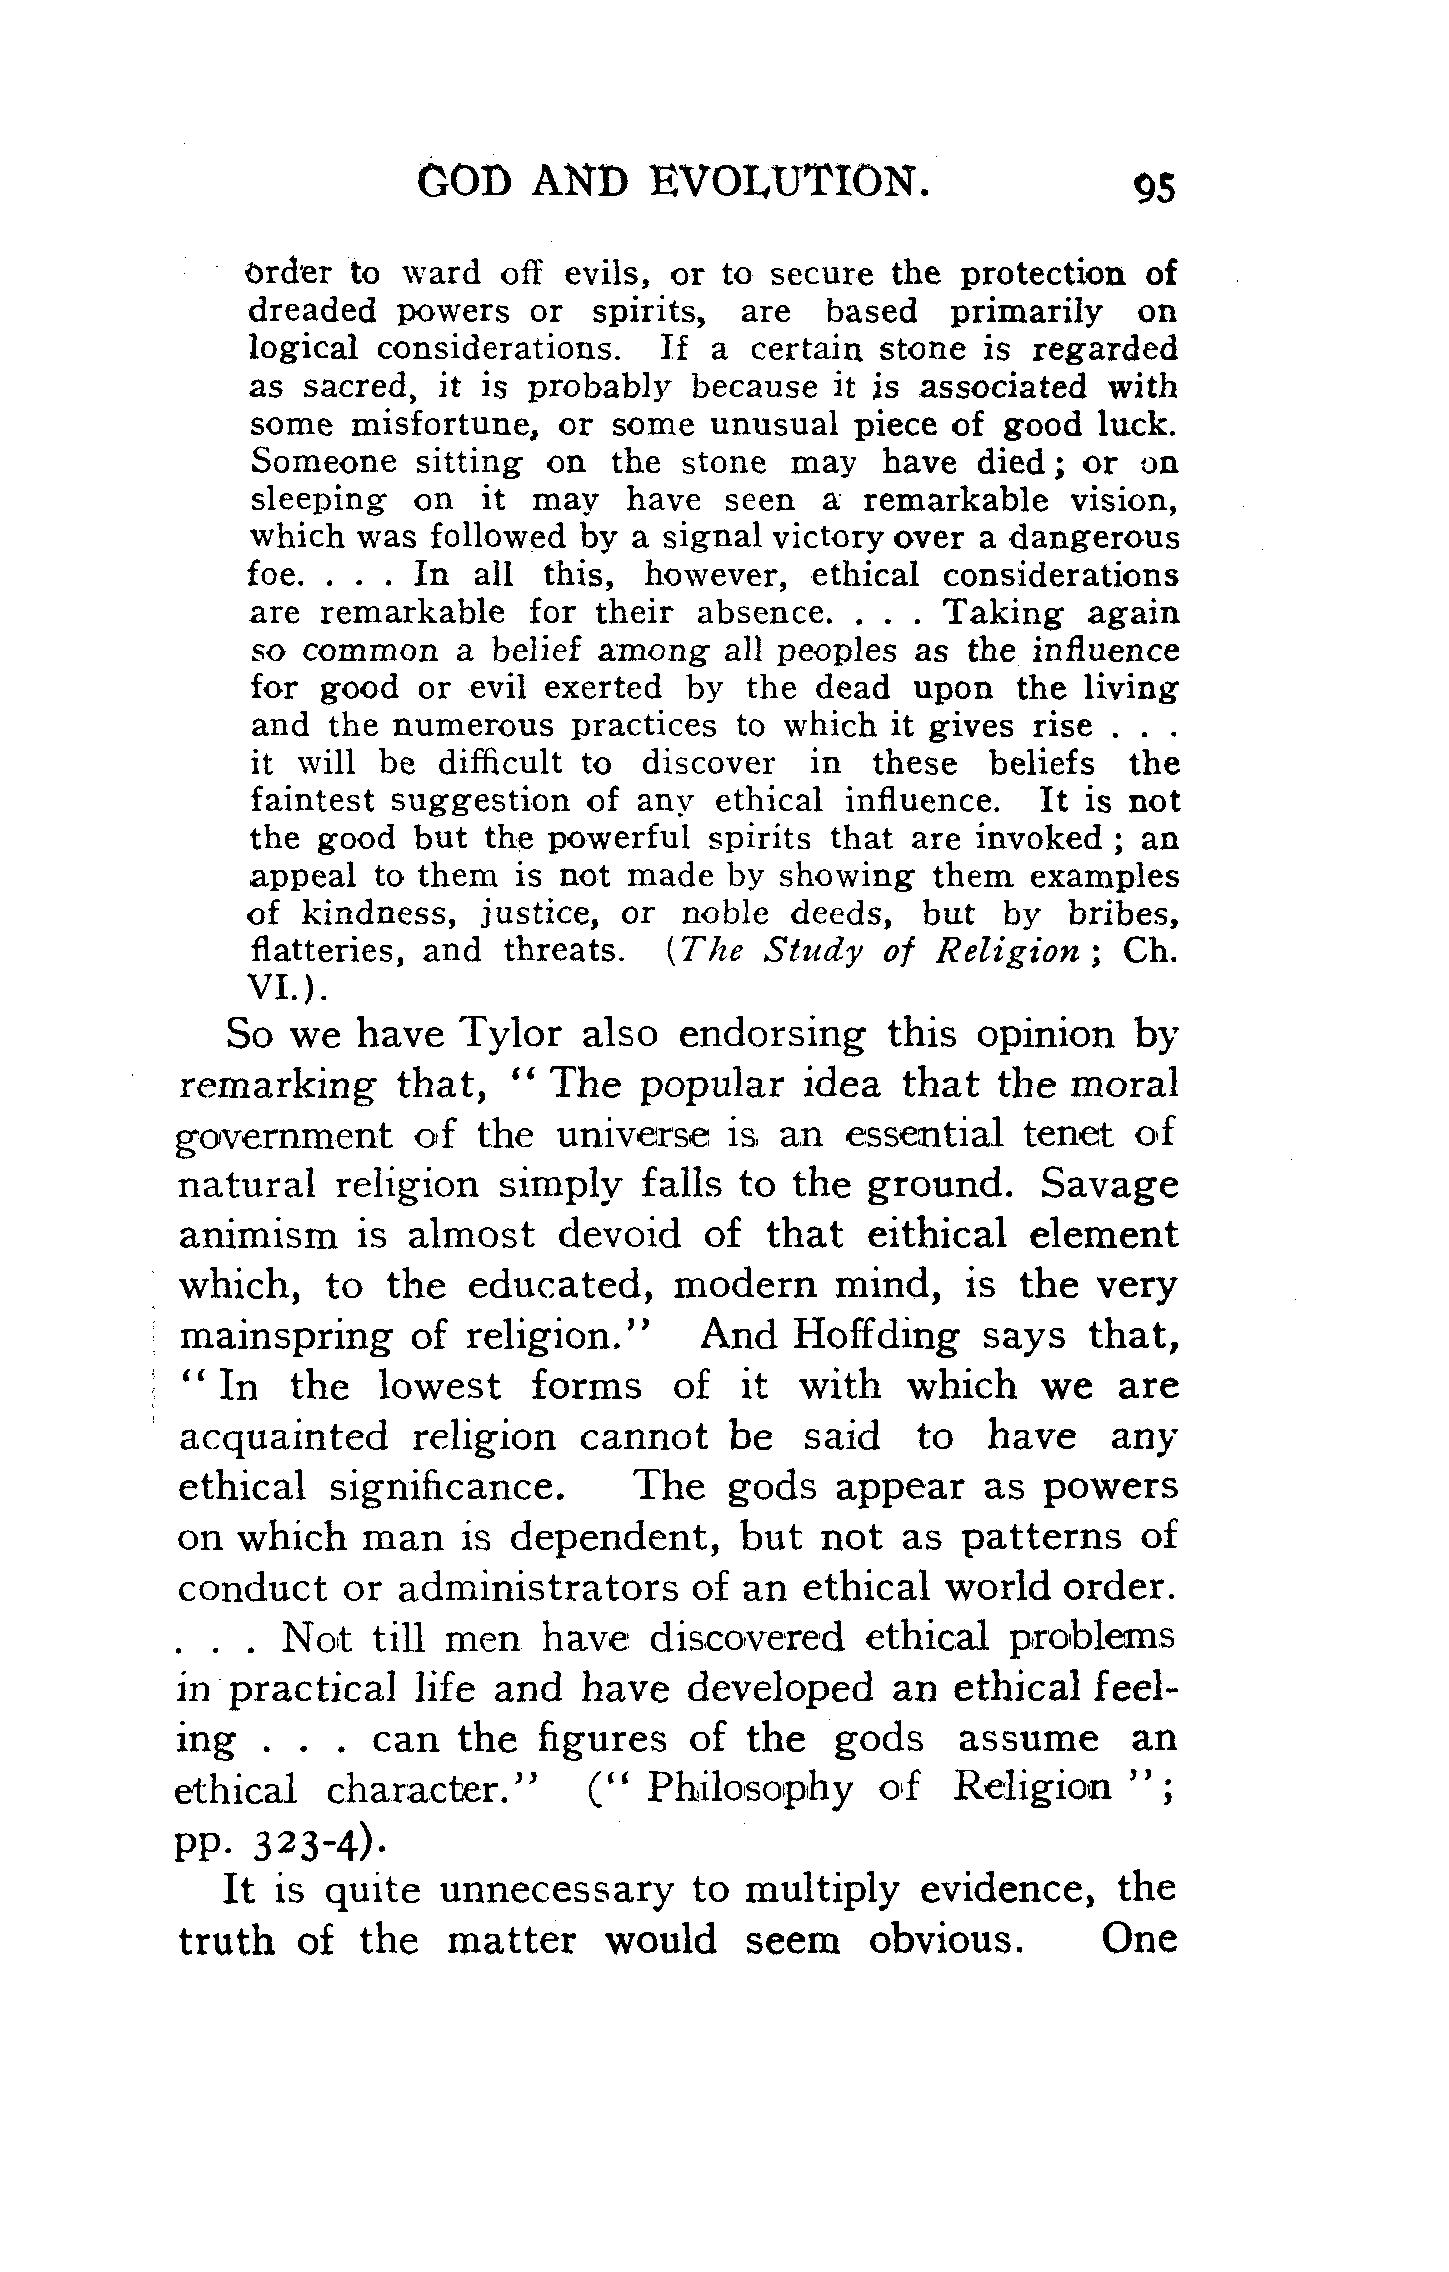 GOD AND EVOLUTION. 95
order to ward off evils, or to secure the protection of
dreaded powers or spirits, are based primarily on
logical considerations. If a certain stone is regarded
as sacred, it is probably because it is associated with
some misfortune, or some unusual piece of good luck.
Someone sitting on the stone may have died; or on
sleeping on it may have seen a remarkable vision,
which was followed by a signal victory over a dangerous
foe. . . . In all this, however, ethical considerations
are remarkable for their absence. . . . Taking again
so common a belief among all peoples as the influence
for good or evil exerted by the dead upon the living
and the numerous practices to which it gives rise . . .
it will be difficult to discover in these beliefs the
faintest suggestion of any ethical influence. It is not
the good but the powerful spirits that are invoked ; an
appeal to them is not made by showing them examples
of kindness, justice, or noble deeds, but by bribes,
flatteries, and threats. (The Study of Religion ; Ch.
VI.).
So we have Tylor also endorsing this opinion by
remarking that, “ The popular idea that the moral
government of the universe is an essential tenet of
natural religion simply falls to the ground. Savage
animism is almost devoid of that eithical element
which, to the educated, modern mind, is the very
mainspring of religion.” And Hoffding says that,
“ In the lowest forms of it with which we are
acquainted religion cannot be said to have any
ethical significance. The gods appear as powers
on which man is dependent, but not as patterns of
conduct or administrators of an ethical world order.
. . . Not till men have discovered ethical problems
in practical life and have developed an ethical feel-
ing . . . can the figures of the gods assume an
ethical character.” (“ Philosophy of Religion ” ;
pp. 323-4).
It is quite unnecessary to multiply evidence, the
truth of the matter would seem obvious. One